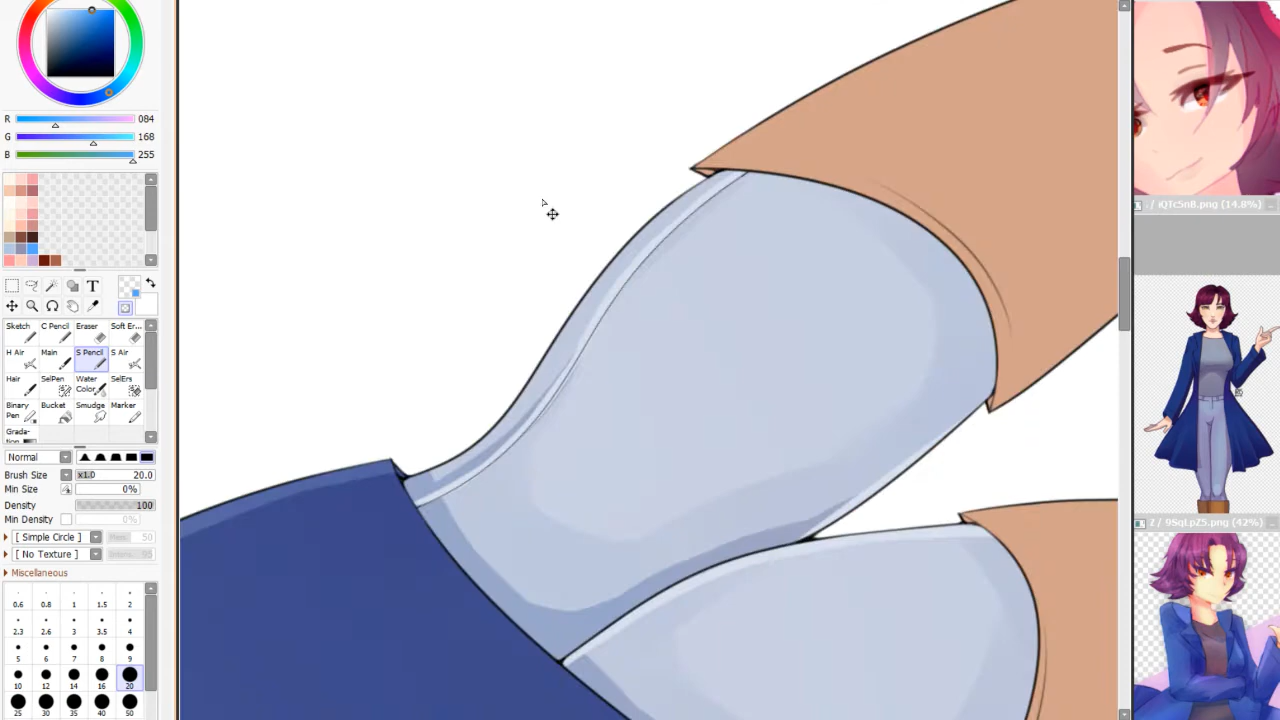 R 084
G 168
B 255
T
Sketch C Pencil Eraser Soft Er...
H Air Main S Pencil S Air
Hair SelPen Water Color SelErs
Binary Pen Bucket Smudge Marker
Grada-tion
Normal
Brush Size x1.0 20.0
Min Size 0%
Density 100
Min Density 0%
[ Simple Circle ] 50
[ No Texture ] 95
Miscellaneous
0.6 0.8 1 1.5 2
2.3 2.6 3 3.5 4
5 6 7 8 9
10 12 14 16 20
25 30 35 40 50
./ iQTc5nB.png (14.8%)
2 / 9SqLpZ5.png (42%)